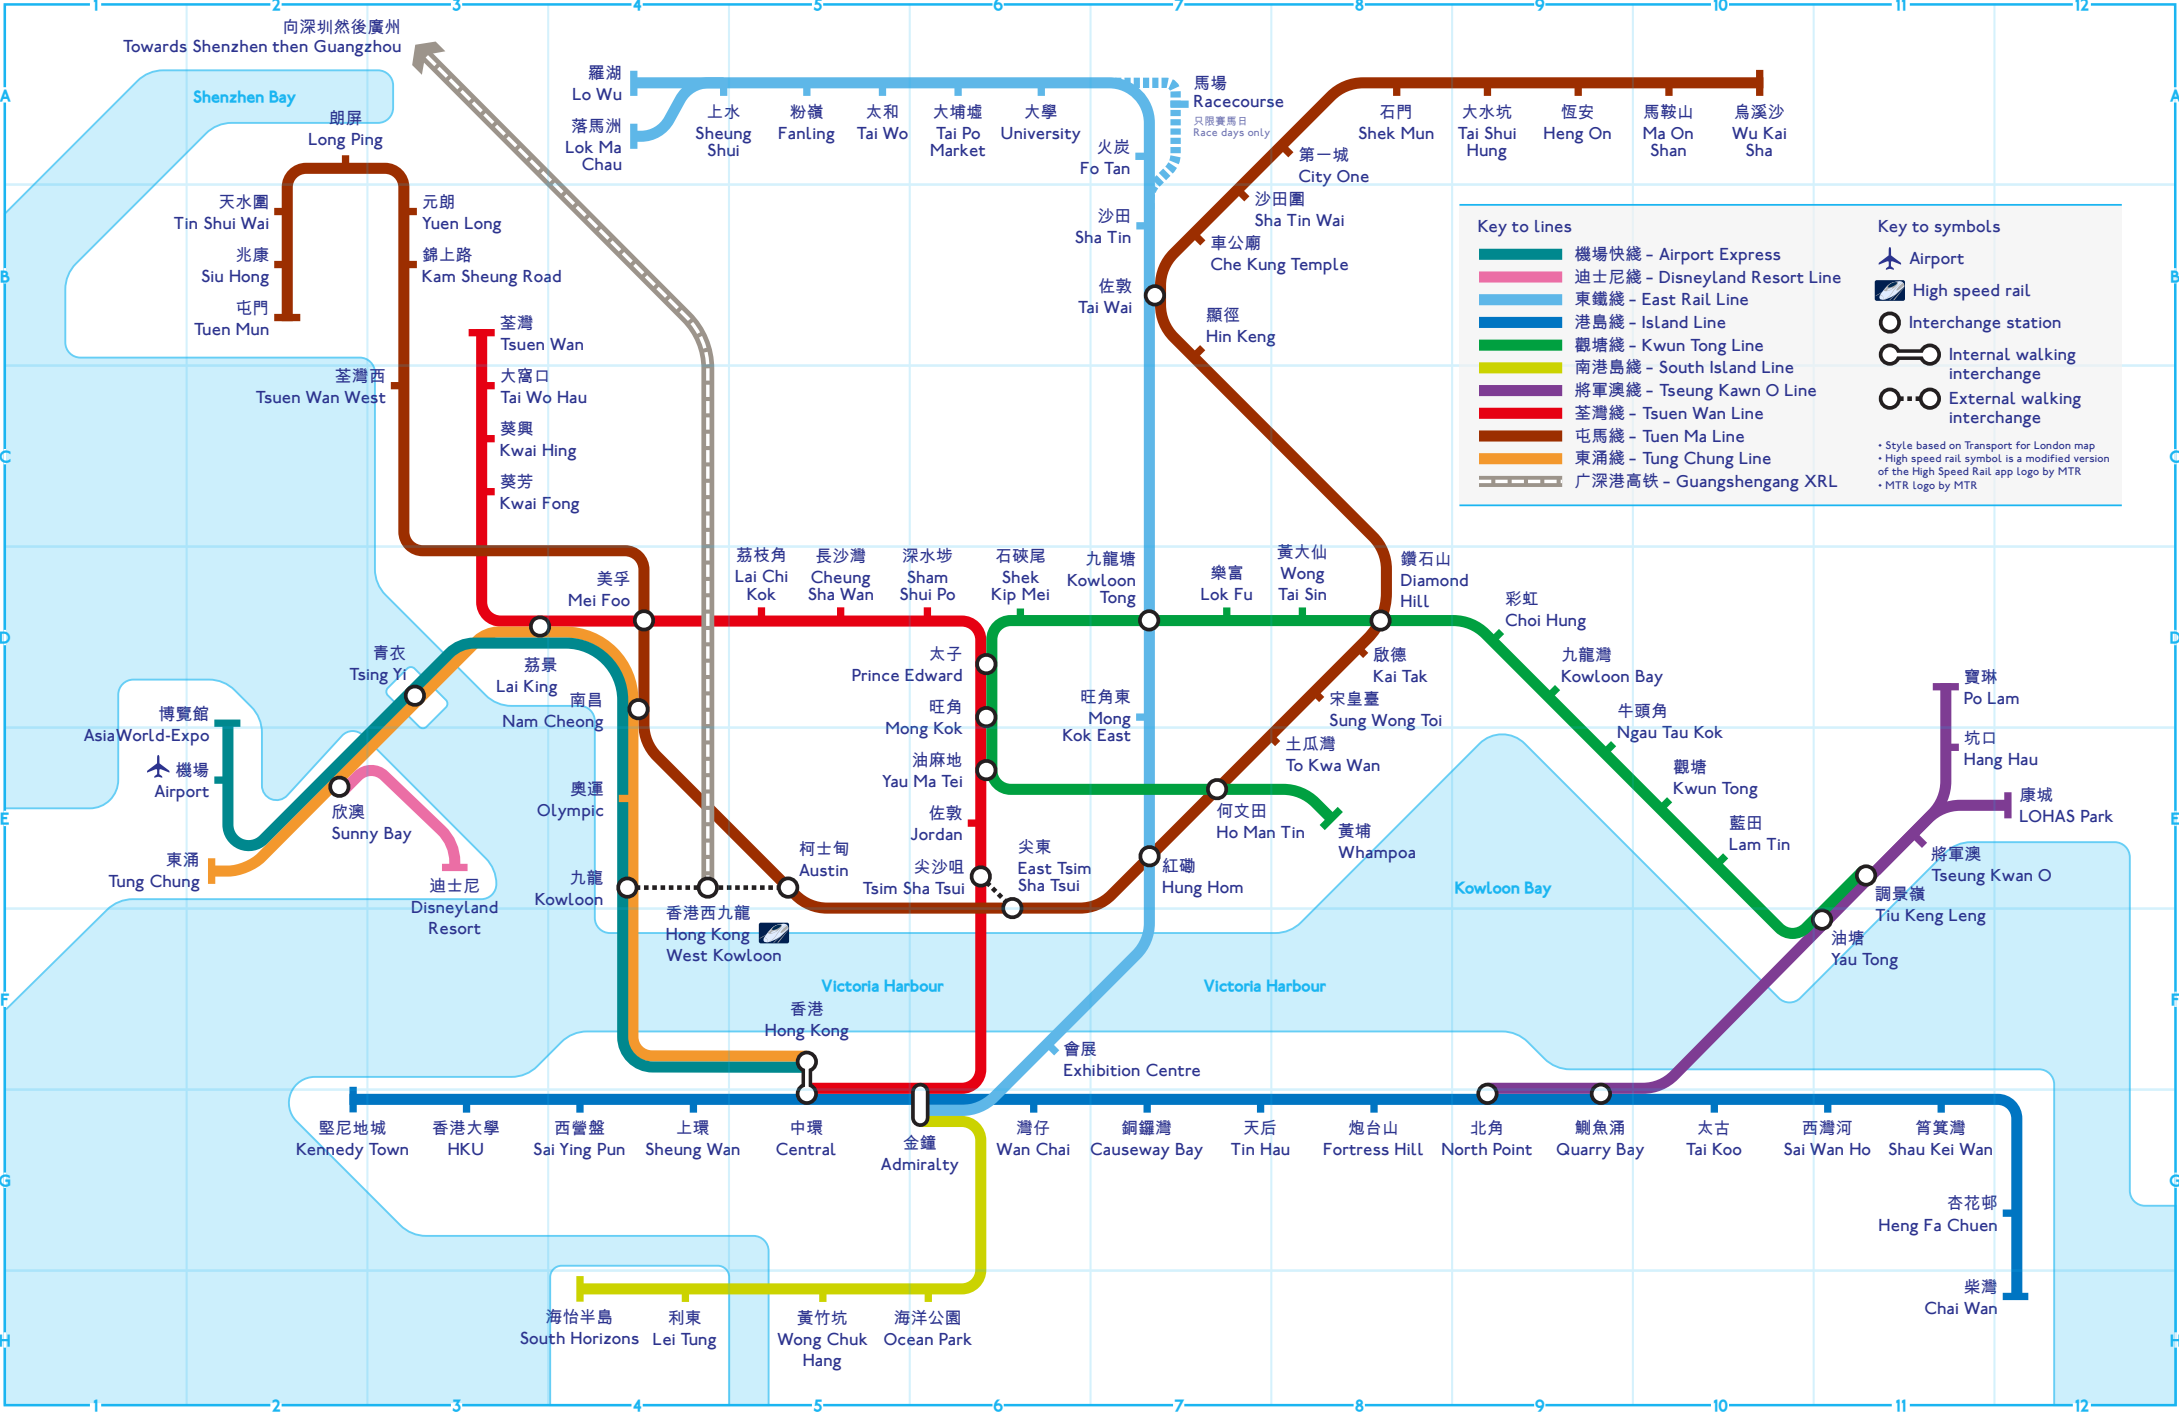 1 2 3 4 5 6 7 8 9 10 11 12
A
B
C
D
E
F
G
H
向深圳然後廣州
Towards Shenzhen then Guangzhou
Shenzhen Bay
朗屏
Long Ping
天水圍
Tin Shui Wai
兆康
Siu Hong
屯門
Tuen Mun
元朗
Yuen Long
錦上路
Kam Sheung Road
荃灣西
Tsuen Wan West
荃灣
Tsuen Wan
大窩口
Tai Wo Hau
葵興
Kwai Hing
葵芳
Kwai Fong
羅湖
Lo Wu
落馬洲
Lok Ma
Chau
上水
Sheung
Shui
粉嶺
Fanling
太和
Tai Wo
大埔墟
Tai Po
Market
大學
University
馬場
Racecourse
只限賽馬日
Race days only
火炭
Fo Tan
沙田
Sha Tin
佐敦
Tai Wai
石門
Shek Mun
大水坑
Tai Shui
Hung
恆安
Heng On
馬鞍山
Ma On
Shan
烏溪沙
Wu Kai
Sha
第一城
City One
沙田圍
Sha Tin Wai
車公廟
Che Kung Temple
顯徑
Hin Keng
Key to lines
機場快綫 – Airport Express
迪士尼綫 – Disneyland Resort Line
東鐵綫 – East Rail Line
港島綫 – Island Line
觀塘綫 – Kwun Tong Line
南港島綫 – South Island Line
將軍澳綫 – Tseung Kawn O Line
荃灣綫 – Tsuen Wan Line
屯馬綫 – Tuen Ma Line
東涌綫 – Tung Chung Line
广深港高铁 – Guangshengang XRL
Key to symbols
Airport
High speed rail
Interchange station
Internal walking
interchange
External walking
interchange
• Style based on Transport for London map
• High speed rail symbol is a modified version
of the High Speed Rail app logo by MTR
• MTR logo by MTR
美孚
Mei Foo
荔枝角
Lai Chi
Kok
長沙灣
Cheung
Sha Wan
深水埗
Sham
Shui Po
石硤尾
Shek
Kip Mei
九龍塘
Kowloon
Tong
樂富
Lok Fu
黃大仙
Wong
Tai Sin
鑽石山
Diamond
Hill
彩虹
Choi Hung
九龍灣
Kowloon Bay
牛頭角
Ngau Tau Kok
觀塘
Kwun Tong
藍田
Lam Tin
青衣
Tsing Yi
荔景
Lai King
南昌
Nam Cheong
太子
Prince Edward
旺角
Mong Kok
油麻地
Yau Ma Tei
佐敦
Jordan
尖沙咀
Tsim Sha Tsui
旺角東
Mong
Kok East
啟德
Kai Tak
宋皇臺
Sung Wong Toi
土瓜灣
To Kwa Wan
何文田
Ho Man Tin
黃埔
Whampoa
寶琳
Po Lam
坑口
Hang Hau
康城
LOHAS Park
將軍澳
Tseung Kwan O
調景嶺
Tiu Keng Leng
油塘
Yau Tong
博覽館
AsiaWorld-Expo
機場
Airport
東涌
Tung Chung
欣澳
Sunny Bay
迪士尼
Disneyland
Resort
奧運
Olympic
九龍
Kowloon
香港西九龍
Hong Kong
West Kowloon
柯士甸
Austin
尖東
East Tsim
Sha Tsui
紅磡
Hung Hom
Kowloon Bay
Victoria Harbour
Victoria Harbour
香港
Hong Kong
會展
Exhibition Centre
堅尼地城
Kennedy Town
香港大學
HKU
西營盤
Sai Ying Pun
上環
Sheung Wan
中環
Central
金鐘
Admiralty
灣仔
Wan Chai
銅鑼灣
Causeway Bay
天后
Tin Hau
炮台山
Fortress Hill
北角
North Point
鰂魚涌
Quarry Bay
太古
Tai Koo
西灣河
Sai Wan Ho
筲箕灣
Shau Kei Wan
杏花邨
Heng Fa Chuen
柴灣
Chai Wan
海怡半島
South Horizons
利東
Lei Tung
黃竹坑
Wong Chuk
Hang
海洋公園
Ocean Park
A
B
C
D
E
F
G
H
1 2 3 4 5 6 7 8 9 10 11 12